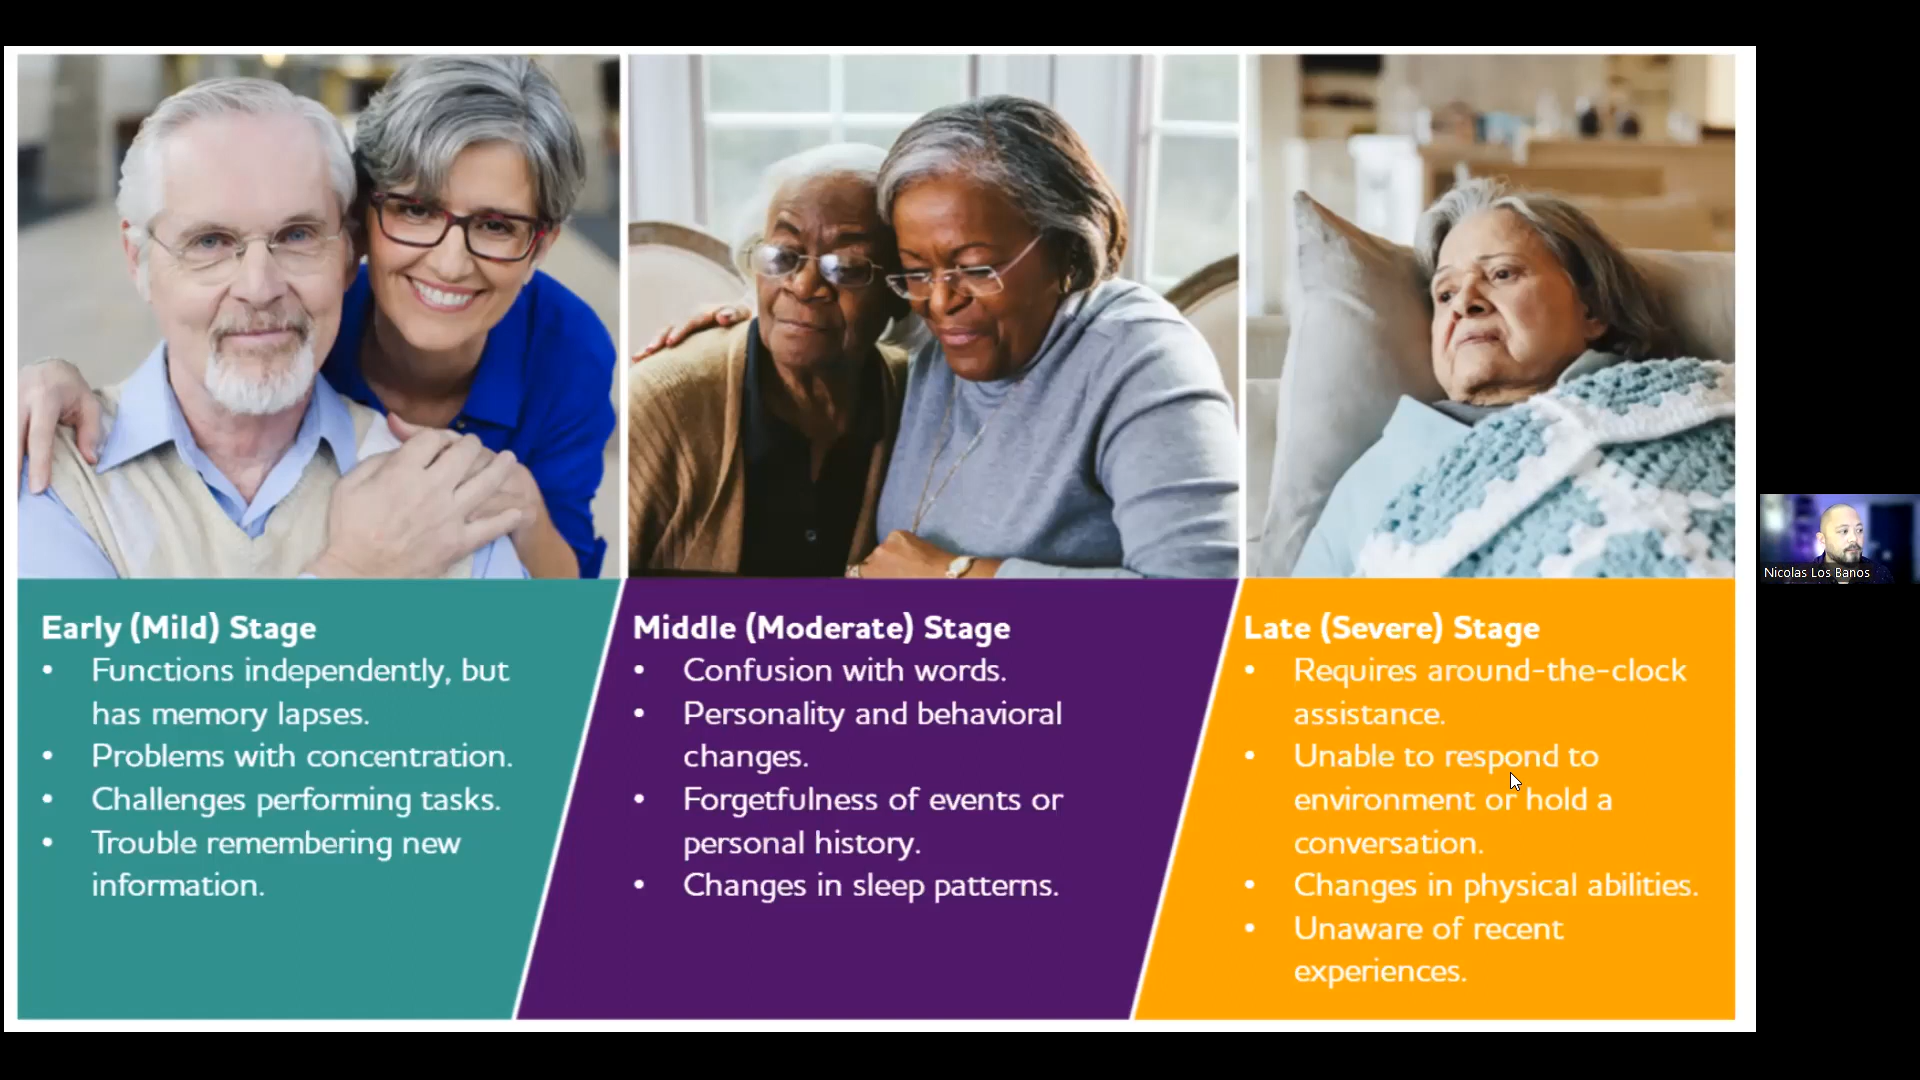 Early (Mild) Stage
• Functions independently, but
has memory lapses.
• Problems with concentration.
• Challenges performing tasks.
• Trouble remembering new
information.
Middle (Moderate) Stage
• Confusion with words.
• Personality and behavioral
changes.
• Forgetfulness of events or
personal history.
• Changes in sleep patterns.
Late (Severe) Stage
• Requires around-the-clock
assistance.
• Unable to respond to
environment or hold a
conversation.
• Changes in physical abilities.
• Unaware of recent
experiences.
Nicolas Los Banos